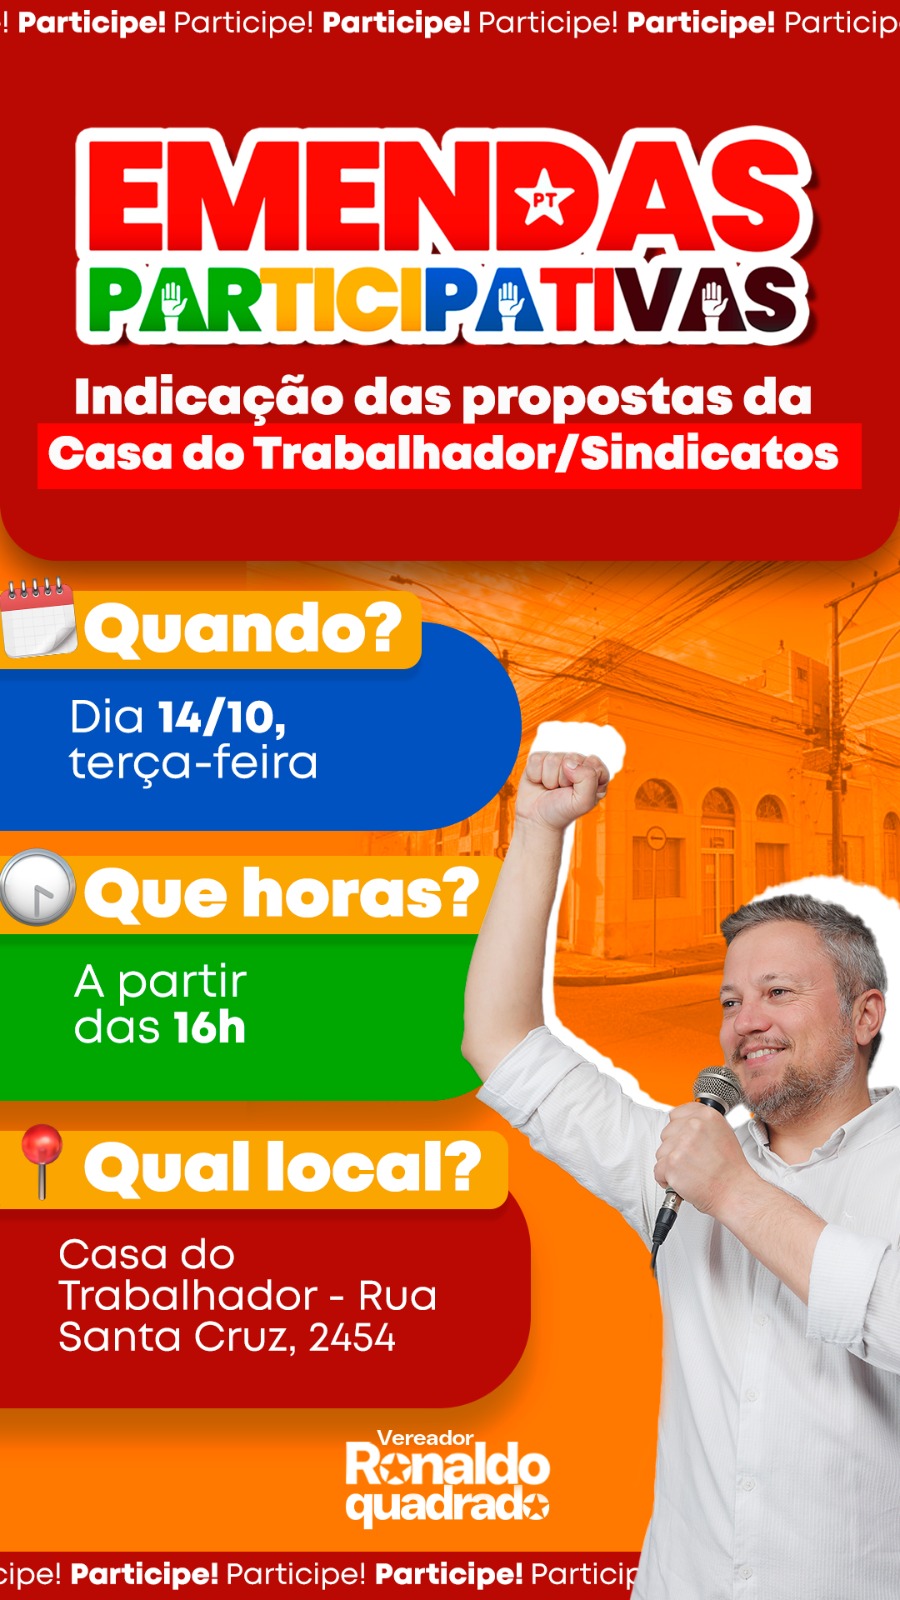 ! Participe! Participe! Participe! Participe! Participe!
EMENDAS
PT
PARTICIPATIVAS
Indicação das propostas da
Casa do Trabalhador/Sindicatos
Quando?
Dia 14/10,
terça-feira
Que horas?
A partir
das 16h
Qual local?
Casa do
Trabalhador - Rua
Santa Cruz, 2454
Vereador
Ronaldo
quadrado
cipe! Participe! Participe! Participe! Particip